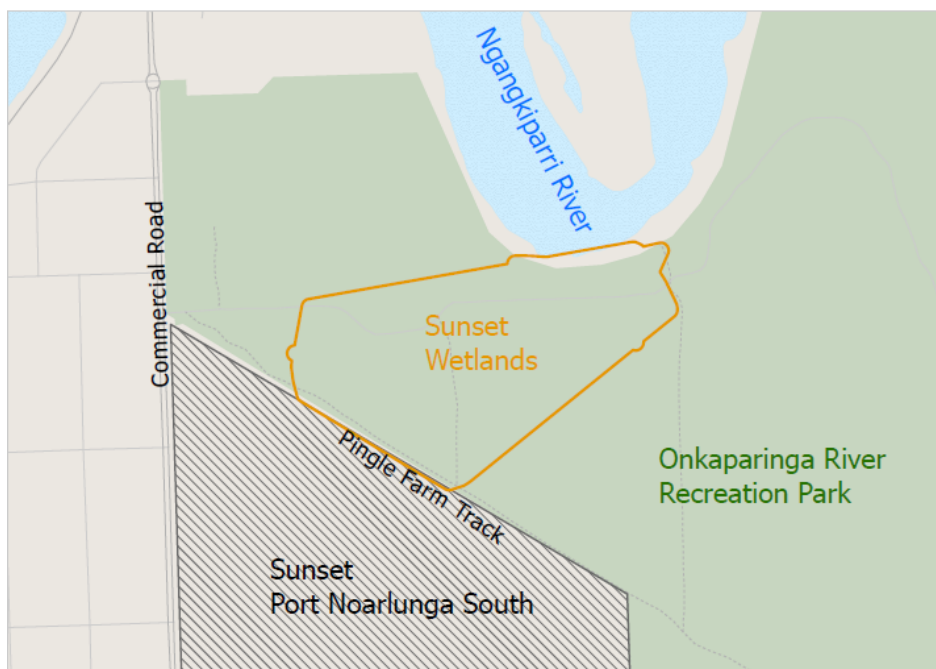 Ngangkiparri River
Commercial Road
Sunset
Wetlands
Pingle Farm Track
Onkaparinga River
Recreation Park
Sunset
Port Noarlunga South